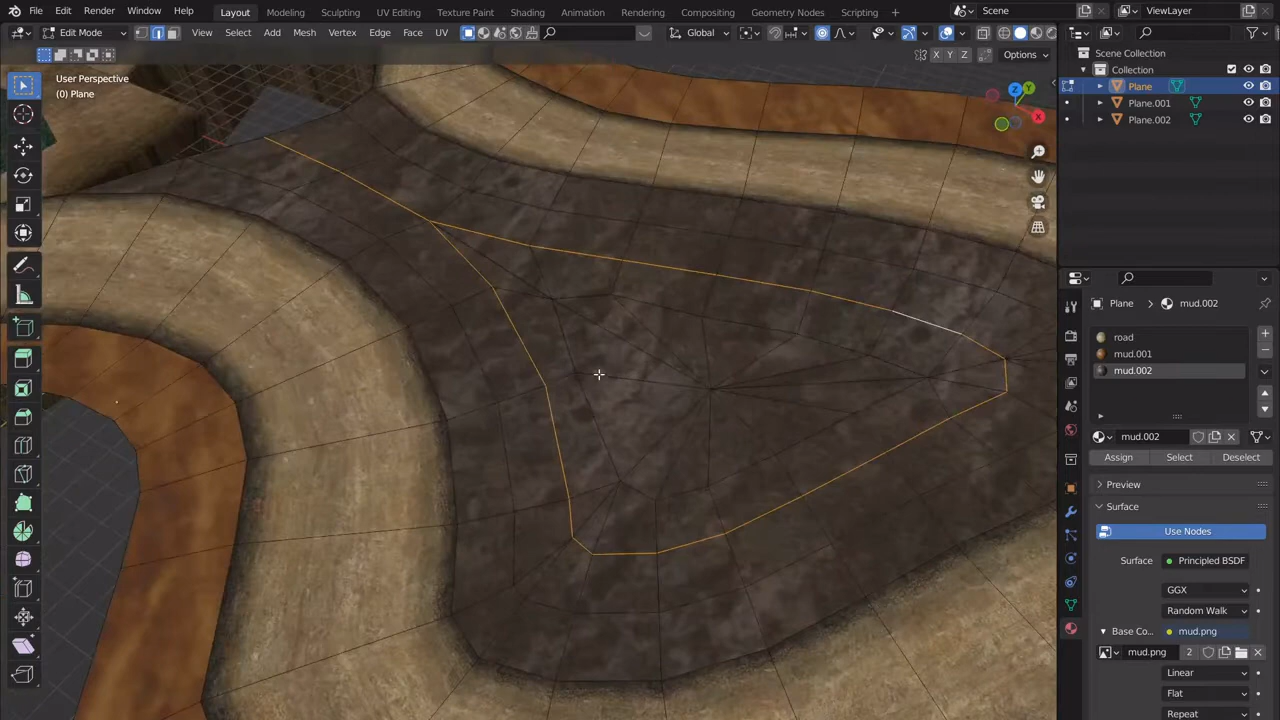 File Edit Render Window Help Layout Modeling Sculpting UV Editing Texture Paint Shading Animation Rendering Compositing Geometry Nodes Scripting + Scene ViewLayer
Edit Mode View Select Add Mesh Vertex Edge Face UV Global
X Y Z Options
User Perspective
(0) Plane
Z Y
X
Scene Collection
Collection
Plane
Plane.001
Plane.002
Plane > mud.002
road
mud.001
mud.002
mud.002
Assign Select Deselect
Preview
Surface
Use Nodes
Surface Principled BSDF
GGX
Random Walk
Base Co... mud.png
mud.png 2
Linear
Flat
Repeat